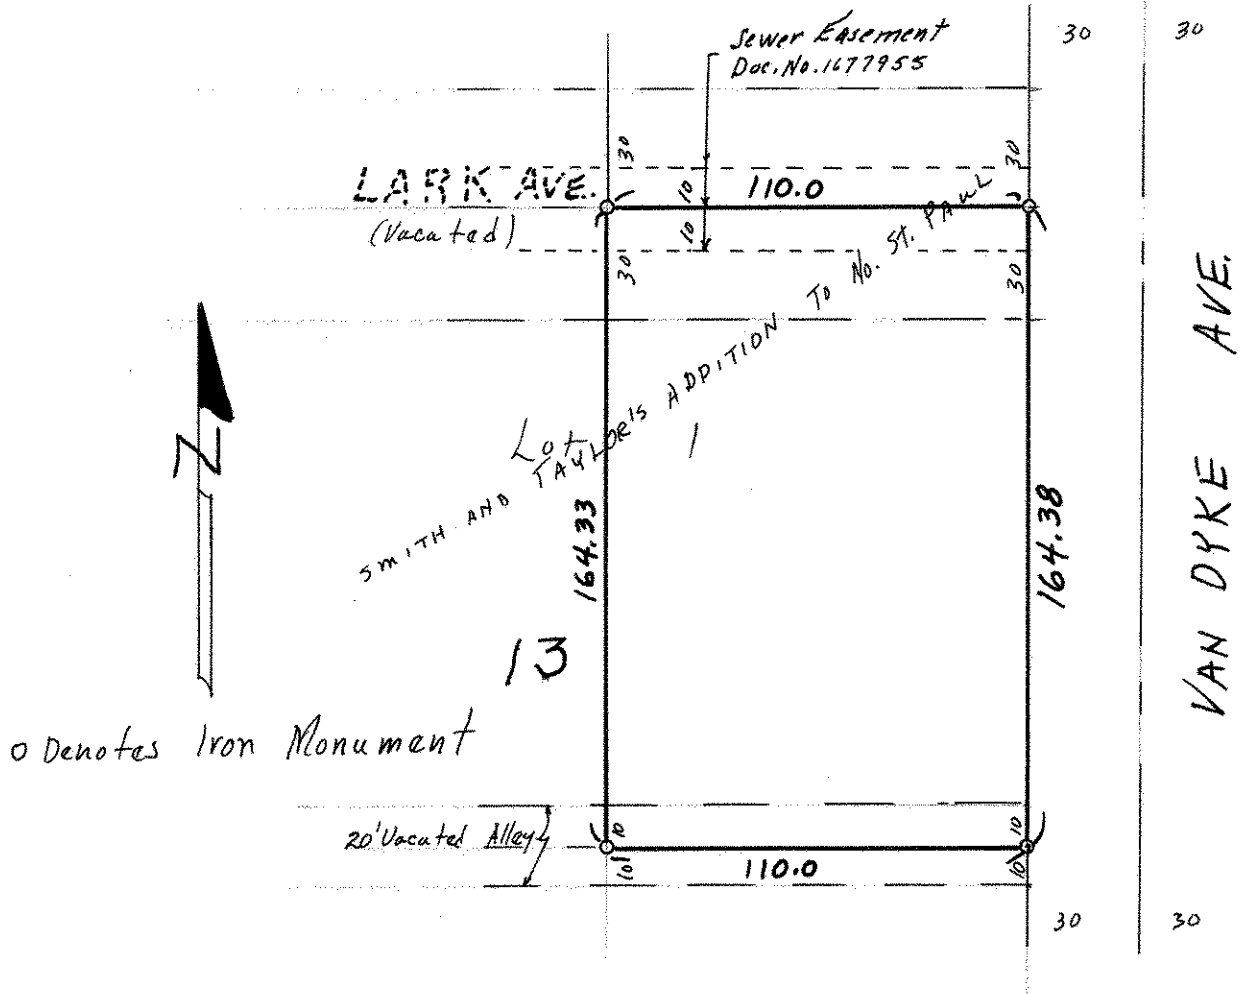 Sewer Easement
Doc. No. 1677955
30 30
30 30
LARK AVE.
(Vacated)
10 110.0
10
30 30
SMITH AND TAYLOR'S ADDITION TO No. ST. PAUL
Lot 1
N
164.33
164.38
VAN DYKE AVE.
13
o Denotes Iron Monument
20' Vacated Alley
10 10
10 110.0 10
30 30